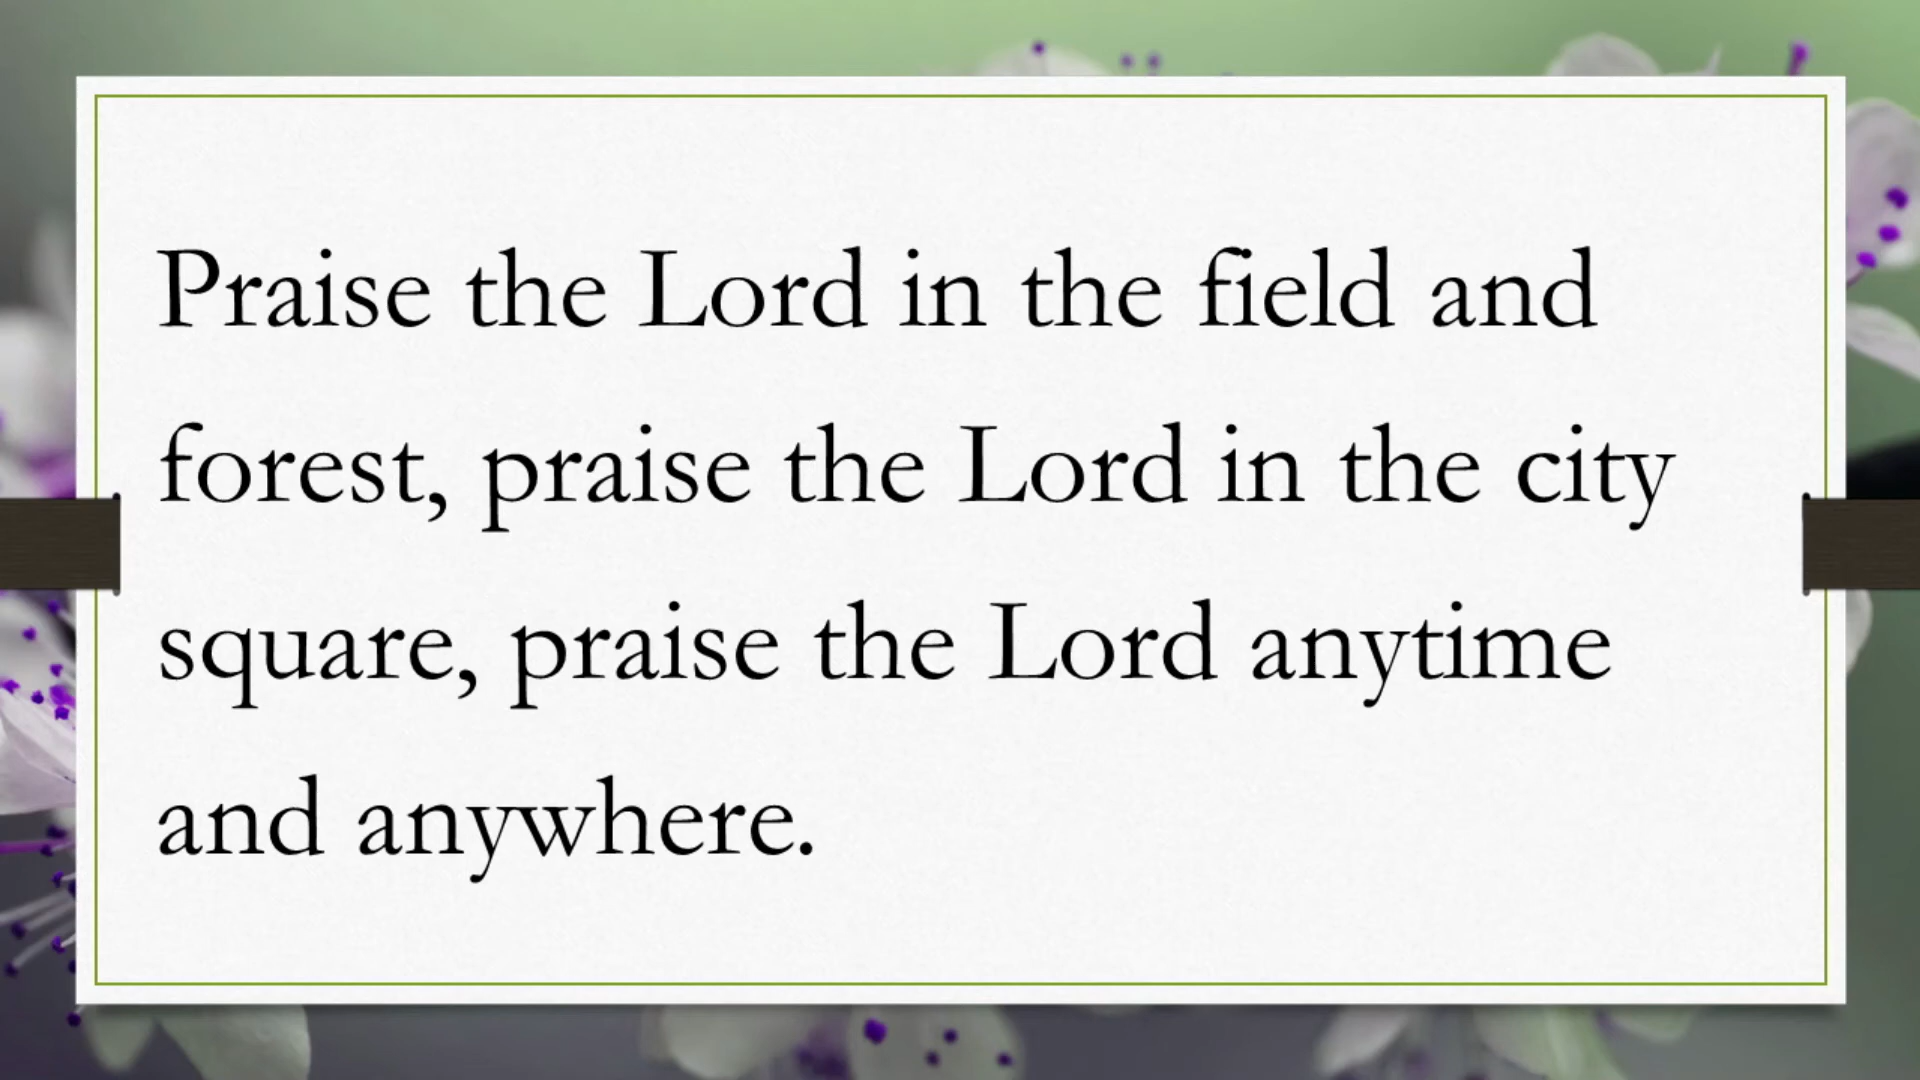 Praise the Lord in the field and
forest, praise the Lord in the city
square, praise the Lord anytime
and anywhere.